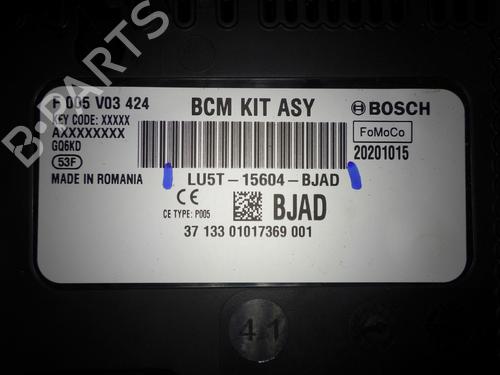 F 005 V03 424
BCM KIT ASY
BOSCH
KEY CODE: XXXXX
AXXXXXXXX
FoMoCo
GQ6KD
20201015
53F
MADE IN ROMANIA
LU5T-15604-BJAD
CE
CE TYPE: P005
BJAD
37 133 01017369 001
41
B-PARTS